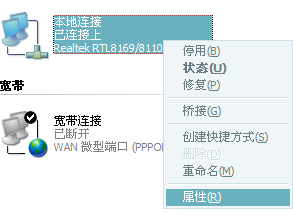 本地连接
已连接上
Realtek RTL8169/8110
停用(B)
状态(U)
修复(P)
桥接(G)
创建快捷方式(S)
删除(D)
重命名(M)
属性(R)
宽带
宽带连接
已断开
WAN 微型端口 (PPPO